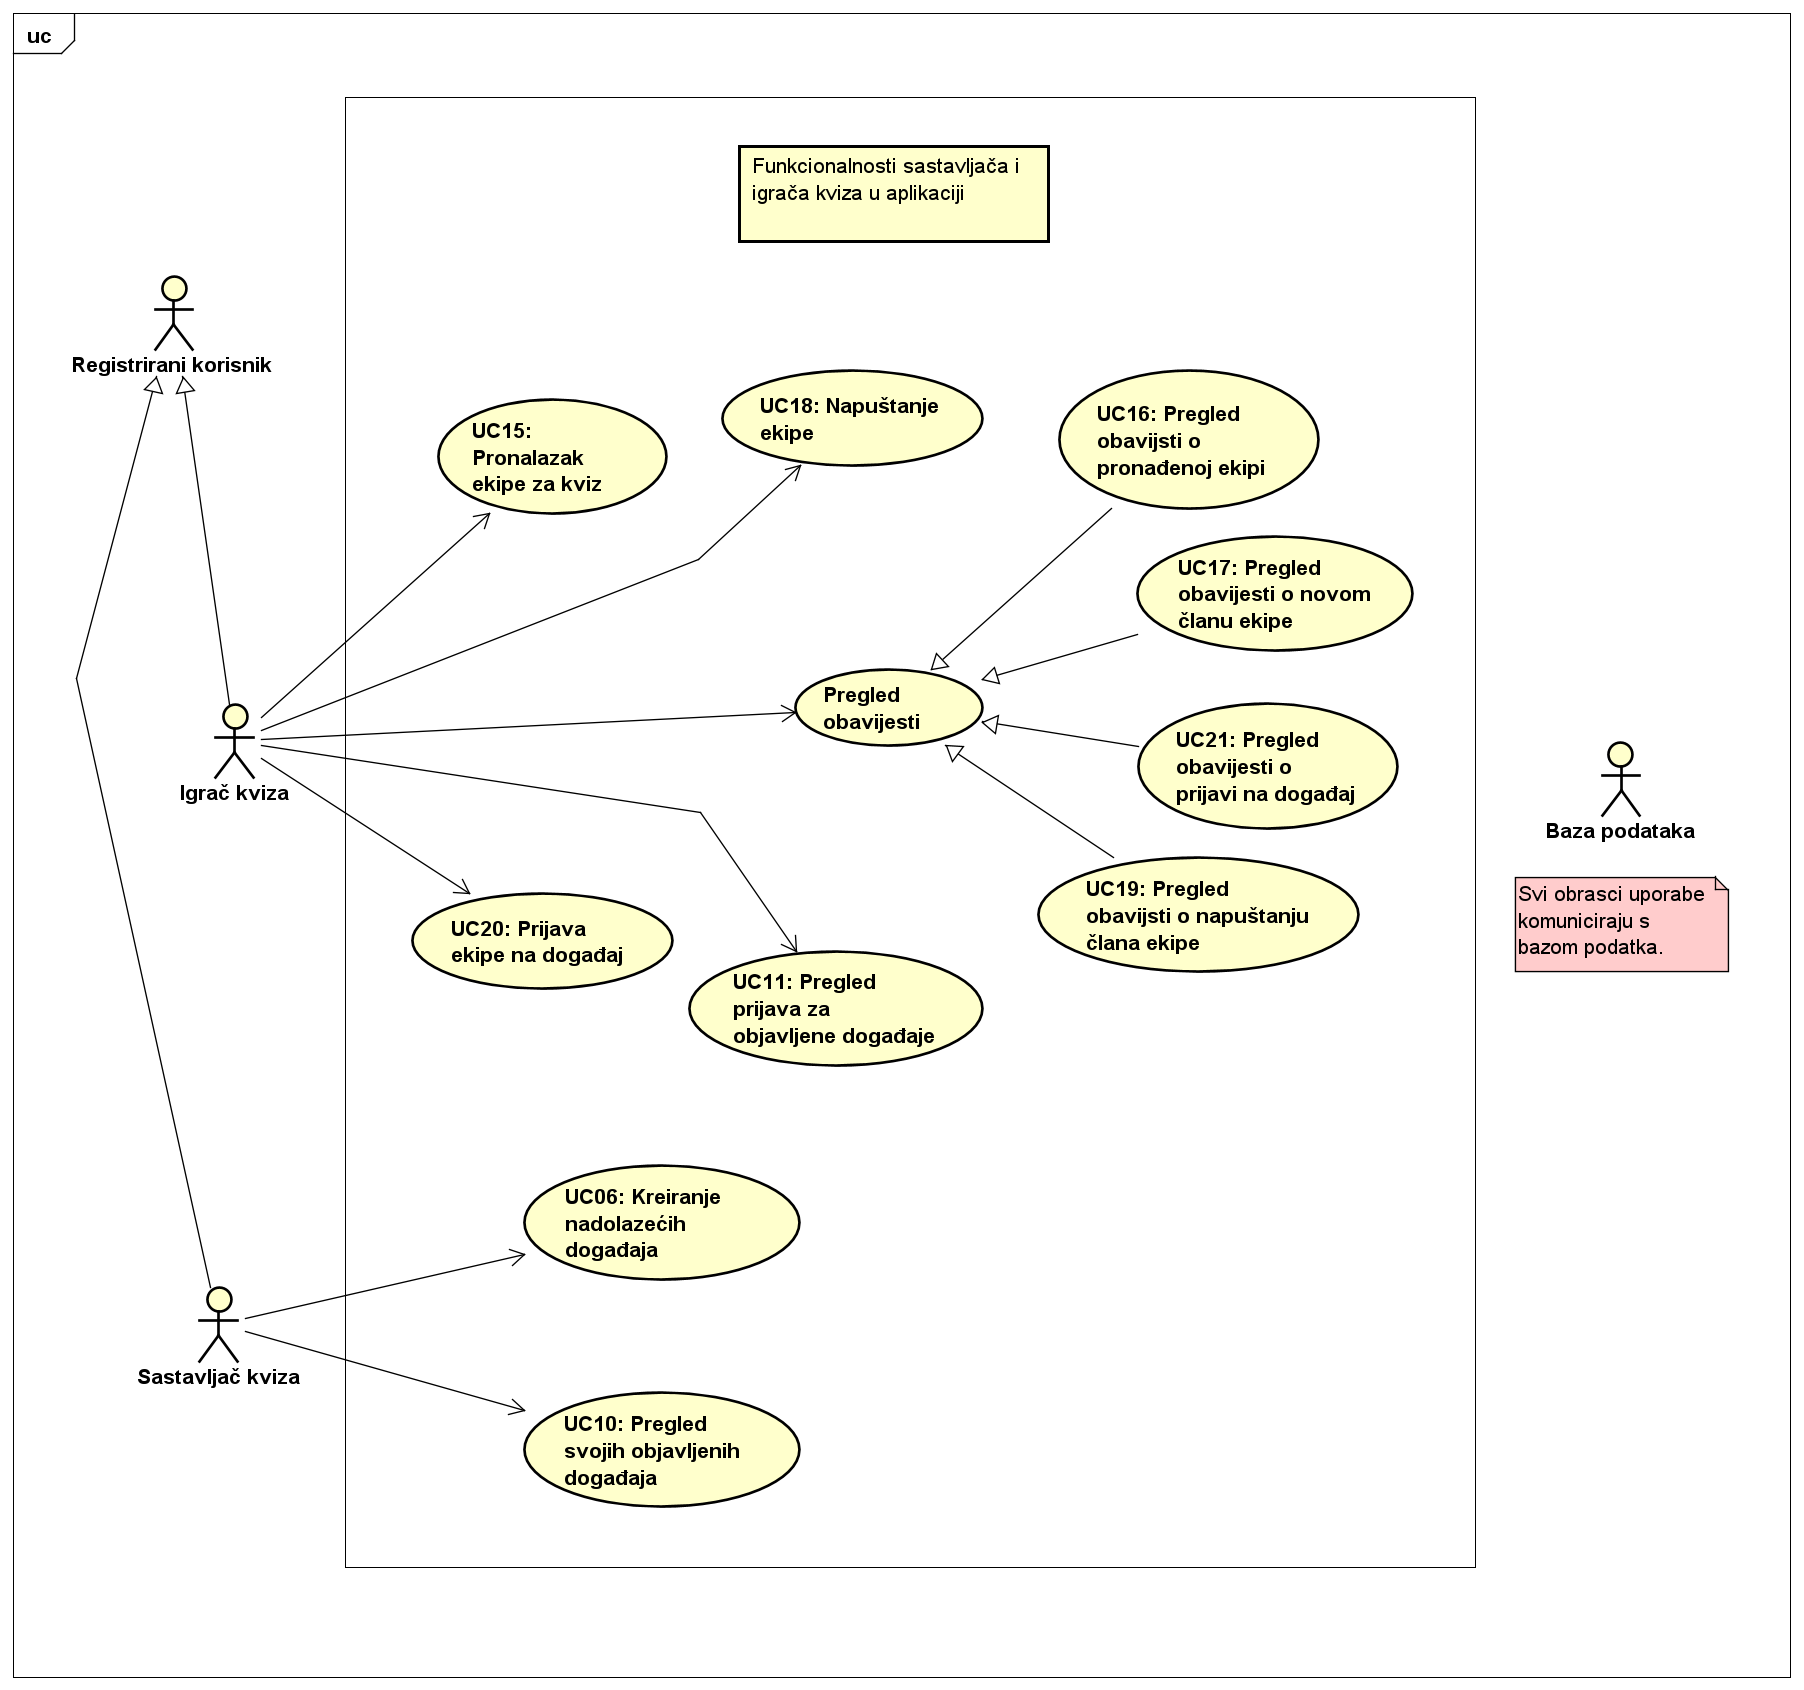 uc
Funkcionalnosti sastavljača i
igrača kviza u aplikaciji
Registrirani korisnik
UC15:
Pronalazak
ekipe za kviz
UC18: Napuštanje
ekipe
UC16: Pregled
obavijsti o
pronađenoj ekipi
UC17: Pregled
obavijesti o novom
članu ekipe
Pregled
obavijesti
UC21: Pregled
obavijesti o
prijavi na događaj
Igrač kviza
Baza podataka
Svi obrasci uporabe
komuniciraju s
bazom podatka.
UC19: Pregled
obavijsti o napuštanju
člana ekipe
UC20: Prijava
ekipe na događaj
UC11: Pregled
prijava za
objavljene događaje
UC06: Kreiranje
nadolazećih
događaja
Sastavljač kviza
UC10: Pregled
svojih objavljenih
događaja